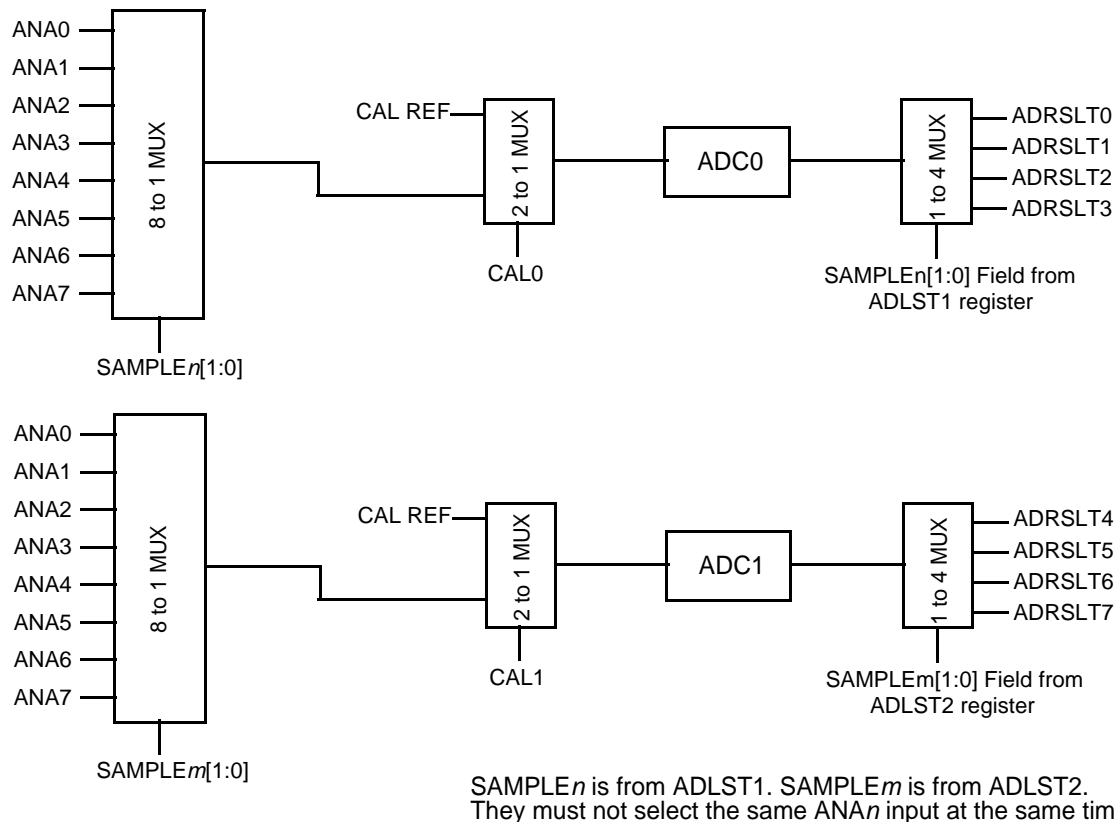 ANA0
ANA1
ANA2
ANA3
ANA4
ANA5
ANA6
ANA7
8 to 1 MUX
SAMPLEn[1:0]
CAL REF
2 to 1 MUX
CAL0
ADC0
1 to 4 MUX
ADRSLT0
ADRSLT1
ADRSLT2
ADRSLT3
SAMPLEn[1:0] Field from
ADLST1 register
ANA0
ANA1
ANA2
ANA3
ANA4
ANA5
ANA6
ANA7
8 to 1 MUX
SAMPLEm[1:0]
CAL REF
2 to 1 MUX
CAL1
ADC1
1 to 4 MUX
ADRSLT4
ADRSLT5
ADRSLT6
ADRSLT7
SAMPLEm[1:0] Field from
ADLST2 register
SAMPLEn is from ADLST1. SAMPLEm is from ADLST2.
They must not select the same ANAn input at the same tim